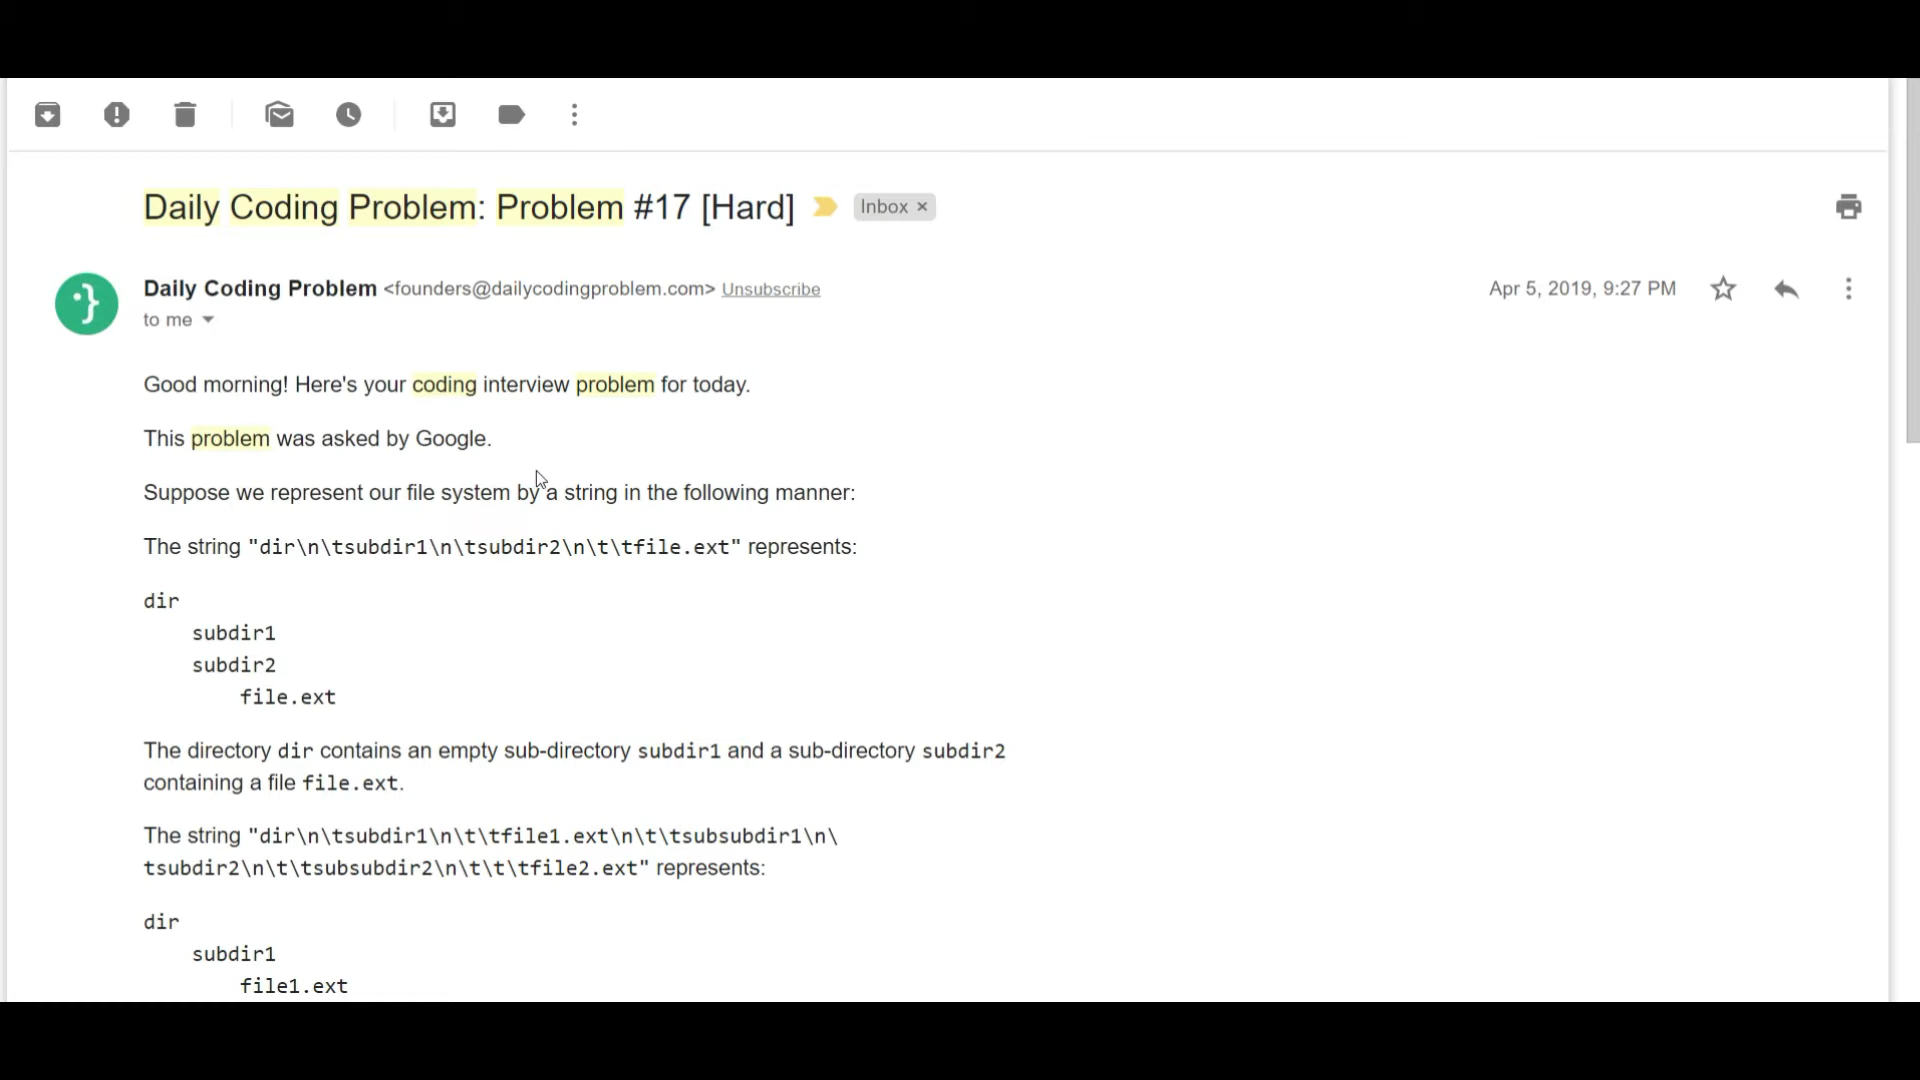 Daily Coding Problem: Problem #17 [Hard] Inbox ×
Daily Coding Problem <founders@dailycodingproblem.com> Unsubscribe Apr 5, 2019, 9:27 PM
to me
Good morning! Here's your coding interview problem for today.
This problem was asked by Google.
Suppose we represent our file system by a string in the following manner:
The string "dir\n\tsubdir1\n\tsubdir2\n\t\tfile.ext" represents:
dir
    subdir1
    subdir2
        file.ext
The directory dir contains an empty sub-directory subdir1 and a sub-directory subdir2
containing a file file.ext.
The string "dir\n\tsubdir1\n\t\tfile1.ext\n\t\tsubsubdir1\n\
tsubdir2\n\t\tsubsubdir2\n\t\t\tfile2.ext" represents:
dir
    subdir1
        file1.ext